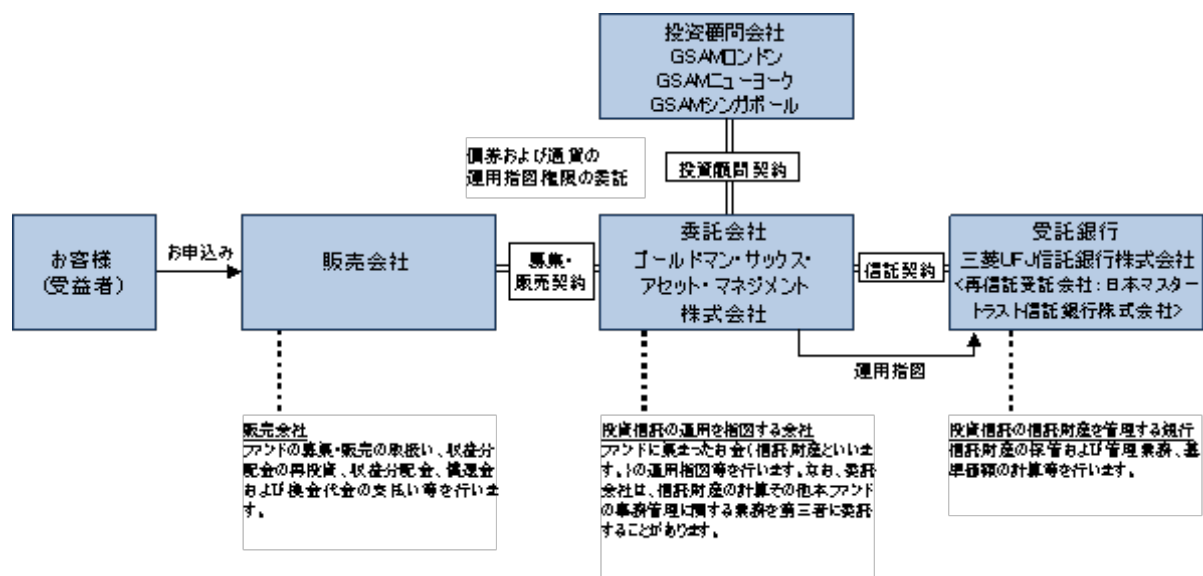 投資顧問会社
GSAMロンドン
GSAMニューヨーク
GSAMシンガポール
債券および通貨の
運用指図権限の委託
投資顧問契約
お客様
(受益者)
お申込み
販売会社
募集・
販売契約
委託会社
ゴールドマン・サックス・
アセット・マネジメント
株式会社
信託契約
受託銀行
三菱UFJ信託銀行株式会社
<再信託受託会社:日本マスター
トラスト信託銀行株式会社>
運用指図
販売会社
ファンドの募集・販売の取扱い、収益分
配金の再投資、収益分配金、償還金
および換金代金の支払い等を行いま
す。
投資信託の運用を指図する会社
ファンドに集まったお金(信託財産といいま
す。)の運用指図等を行います。なお、委託
会社は、信託財産の計算その他本ファンド
の事務管理に関する業務を第三者に委託
することがあります。
投資信託の信託財産を管理する銀行
信託財産の保管および管理業務、基
準価額の計算等を行います。